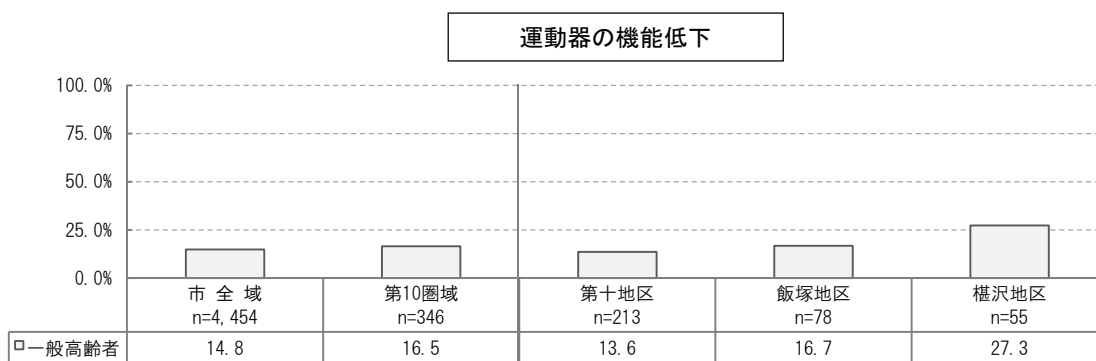 運動器の機能低下
100.0%
75.0%
50.0%
25.0%
0.0%
市 全 域 第10圏域 第十地区 飯塚地区 椹沢地区
n=4,454 n=346 n=213 n=78 n=55
一般高齢者 14.8 16.5 13.6 16.7 27.3